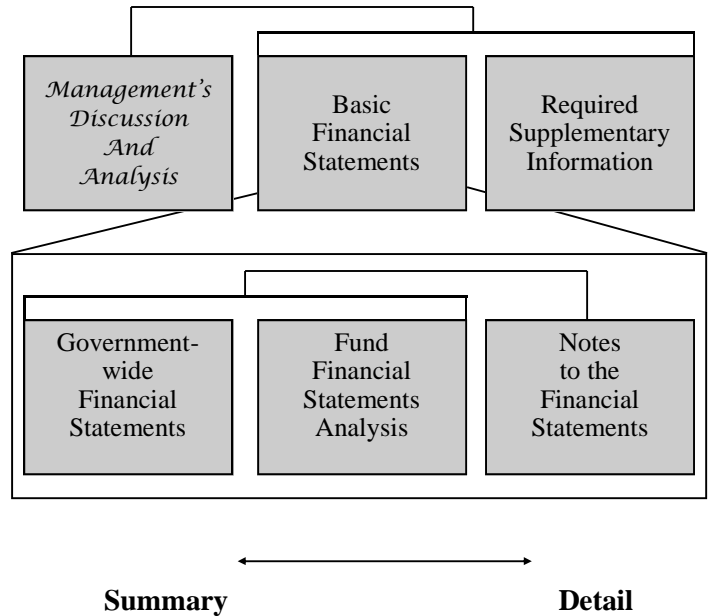 Management's
Discussion
And
Analysis
Basic
Financial
Statements
Required
Supplementary
Information
Government-
wide
Financial
Statements
Fund
Financial
Statements
Analysis
Notes
to the
Financial
Statements
Summary
Detail